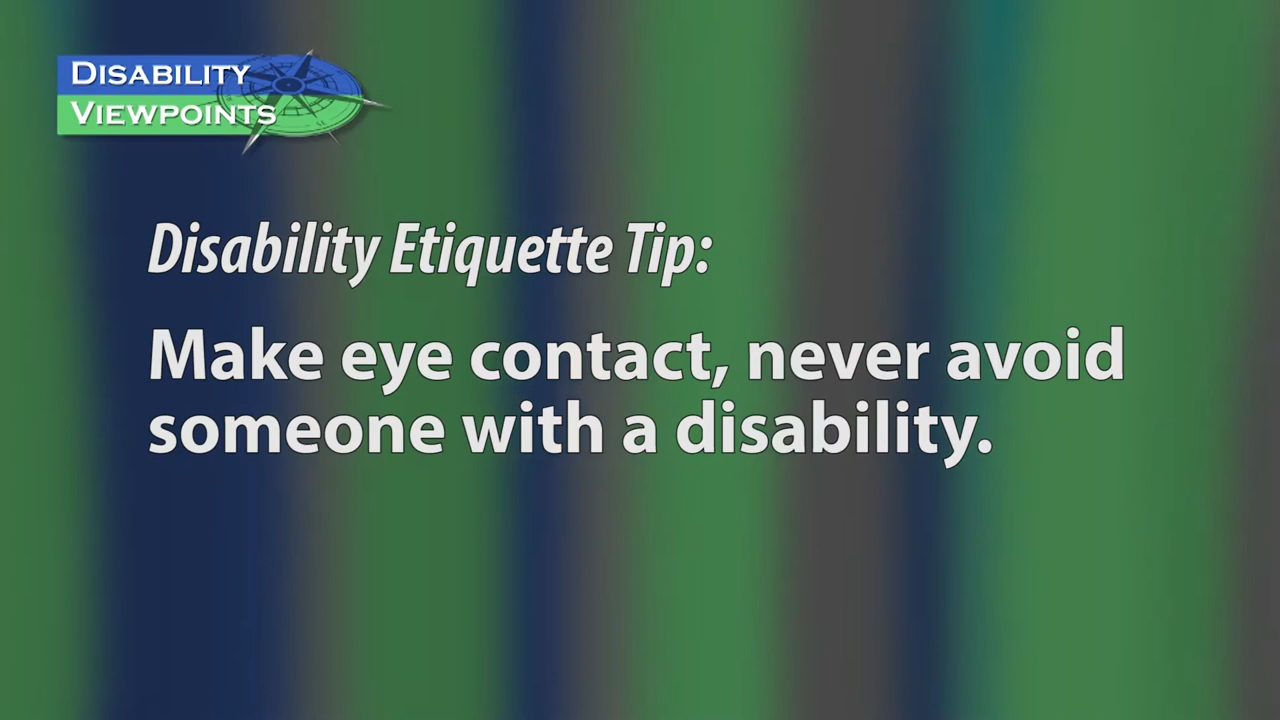 Disability
Viewpoints
Disability Etiquette Tip:
Make eye contact, never avoid
someone with a disability.